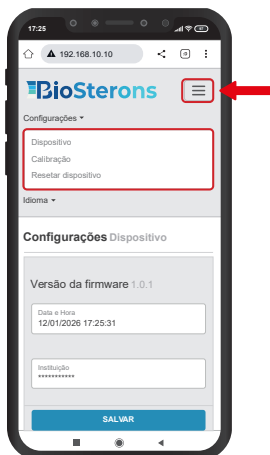 17:25
192.168.10.10
BioSterons
Configurações
Dispositivo
Calibração
Resetar dispositivo
Idioma
Configurações Dispositivo
Versão da firmware 1.0.1
Data e Hora
12/01/2026 17:25:31
Instituição
***********
SALVAR